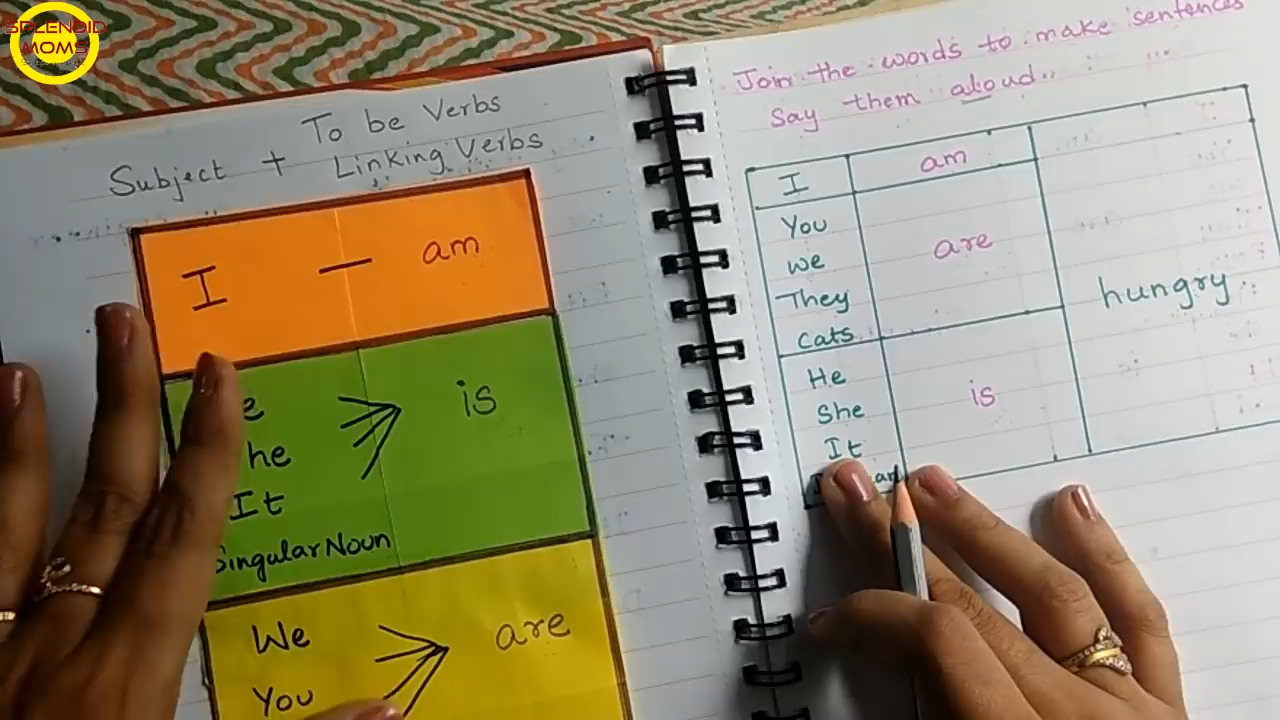 SPLENDID
MOMS
To be Verbs
Subject + Linking Verbs
I – am
is
he
It
Singular Noun
We
are
You
Join the words to make sentences
Say them aloud..
I
am
You
We
They
Cats
are
He
She
It
is
hungry